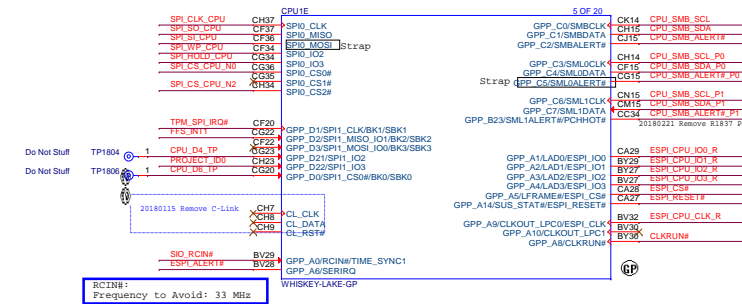 CPU1E 5 OF 20
SPI_CLK_CPU CH37 SPI0_CLK GPP_C0/SMBCLK CK14 CPU_SMB_SCL
SPI_SO_CPU CF37 SPI0_MISO GPP_C1/SMBDATA CH15 CPU_SMB_SDA
SPI_SI_CPU CF36 SPI0_MOSI Strap GPP_C2/SMBALERT# CJ15 CPU_SMB_ALERT#
SPI_WP_CPU CF34 SPI0_IO2
SPI_HOLD_CPU CG34 SPI0_IO3 GPP_C3/SML0CLK CH14 CPU_SMB_SCL_P0
SPI_CS_CPU_N0 CG36 SPI0_CS0# GPP_C4/SML0DATA CF15 CPU_SMB_SDA_P0
CG35 SPI0_CS1# Strap GPP_C5/SML0ALERT# CG15 CPU_SMB_ALERT#_P0
SPI_CS_CPU_N2 CH34 SPI0_CS2#
GPP_C6/SML1CLK CN15 CPU_SMB_SCL_P1
GPP_C7/SML1DATA CM15 CPU_SMB_SDA_P1
GPP_B23/SML1ALERT#/PCHHOT# CC34 CPU_SMB_ALERT#_P1
20180221 Remove R1837 P
TPM_SPI_IRQ# CF20 GPP_D1/SPI1_CLK/BK1/SBK1
FFS_INT1 CG22 GPP_D2/SPI1_MISO_IO1/BK2/SBK2
CF22 GPP_D3/SPI1_MOSI_IO0/BK3/SBK3
Do Not Stuff TP1804 1 CPU_D4_TP CG23 GPP_D21/SPI1_IO2 GPP_A1/LAD0/ESPI_IO0 CA29 ESPI_CPU_IO0_R
PROJECT_ID0 CH23 GPP_D22/SPI1_IO3 GPP_A2/LAD1/ESPI_IO1 BY29 ESPI_CPU_IO1_R
Do Not Stuff TP1806 1 CPU_D6_TP CG20 GPP_D0/SPI1_CS0#/BK0/SBK0 GPP_A3/LAD2/ESPI_IO2 BY27 ESPI_CPU_IO2_R
GPP_A4/LAD3/ESPI_IO3 BV27 ESPI_CPU_IO3_R
GPP_A5/LFRAME#/ESPI_CS# CA28 ESPI_CS#
GPP_A14/SUS_STAT#/ESPI_RESET# CA27 ESPI_RESET#
20180115 Remove C-Link CH7 CL_CLK
CH8 CL_DATA GPP_A9/CLKOUT_LPC0/ESPI_CLK BV32 ESPI_CPU_CLK_R
CH9 CL_RST# GPP_A10/CLKOUT_LPC1 BV30
GPP_A8/CLKRUN# BY30 CLKRUN#
SIO_RCIN# BV29 GPP_A0/RCIN#/TIME_SYNC1
ESPI_ALERT# BV28 GPP_A6/SERIRQ
GP
WHISKEY-LAKE-GP
RCIN#:
Frequency to Avoid: 33 MHz